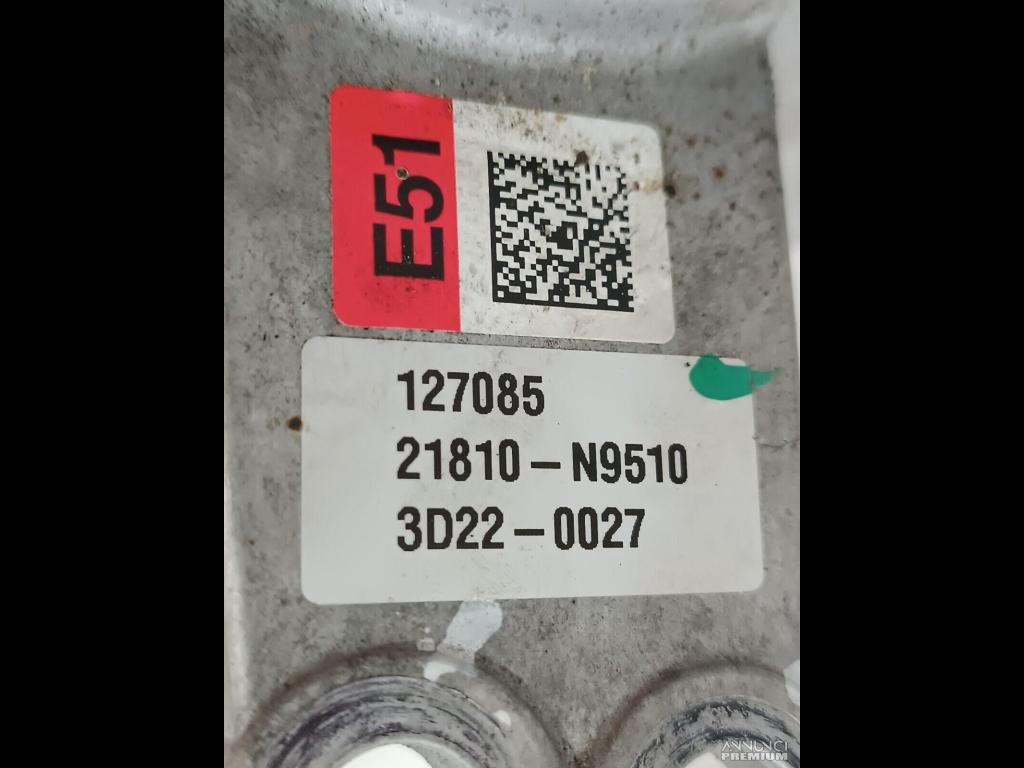 E51
127085
21810-N9510
3D22-0027
ANNUNCI
PREMIUM